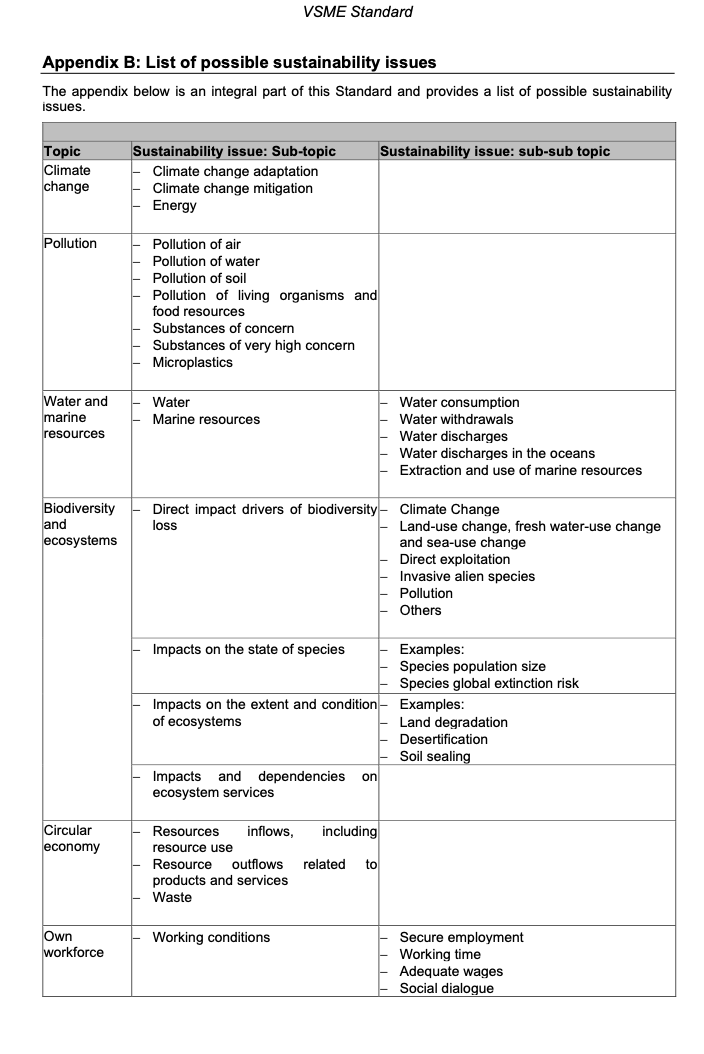 VSME Standard
Appendix B: List of possible sustainability issues
The appendix below is an integral part of this Standard and provides a list of possible sustainability
issues.
Topic Sustainability issue: Sub-topic Sustainability issue: sub-sub topic
Climate
change
– Climate change adaptation
– Climate change mitigation
– Energy
Pollution
– Pollution of air
– Pollution of water
– Pollution of soil
– Pollution of living organisms and
food resources
– Substances of concern
– Substances of very high concern
– Microplastics
Water and
marine
resources
– Water
– Marine resources
– Water consumption
– Water withdrawals
– Water discharges
– Water discharges in the oceans
– Extraction and use of marine resources
Biodiversity
and
ecosystems
– Direct impact drivers of biodiversity
loss
– Climate Change
– Land-use change, fresh water-use change
and sea-use change
– Direct exploitation
– Invasive alien species
– Pollution
– Others
– Impacts on the state of species
– Examples:
– Species population size
– Species global extinction risk
– Impacts on the extent and condition
of ecosystems
– Examples:
– Land degradation
– Desertification
– Soil sealing
– Impacts and dependencies on
ecosystem services
Circular
economy
– Resources inflows, including
resource use
– Resource outflows related to
products and services
– Waste
Own
workforce
– Working conditions
– Secure employment
– Working time
– Adequate wages
– Social dialogue